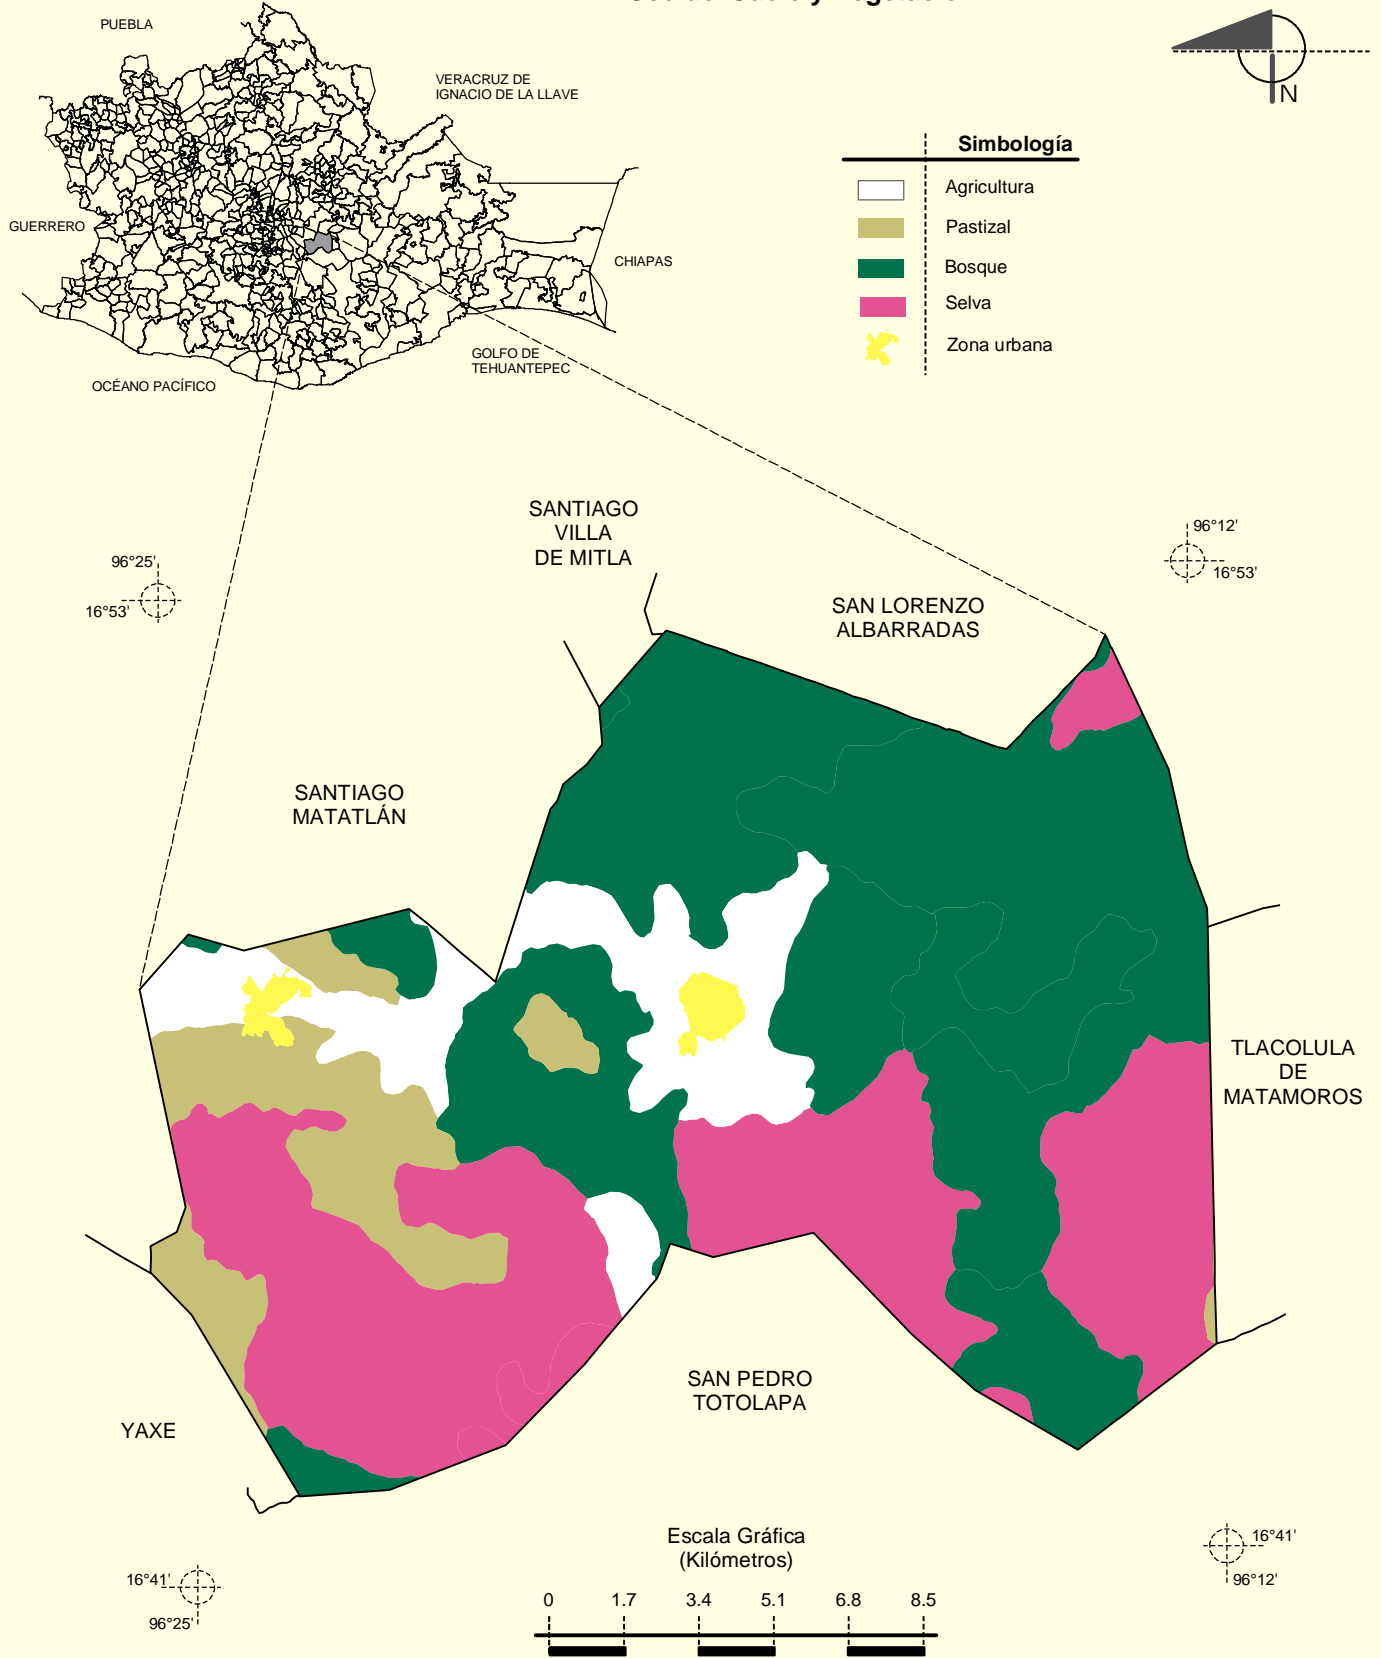 PUEBLA
VERACRUZ DE
IGNACIO DE LA LLAVE
GUERRERO
CHIAPAS
GOLFO DE
TEHUANTEPEC
OCÉANO PACÍFICO
N
Simbología
Agricultura
Pastizal
Bosque
Selva
Zona urbana
SANTIAGO
VILLA
DE MITLA
96°25'
16°53'
96°12'
16°53'
SAN LORENZO
ALBARRADAS
SANTIAGO
MATATLÁN
TLACOLULA
DE
MATAMOROS
SAN PEDRO
TOTOLAPA
YAXE
Escala Gráfica
(Kilómetros)
0 1.7 3.4 5.1 6.8 8.5
16°41'
96°25'
16°41'
96°12'